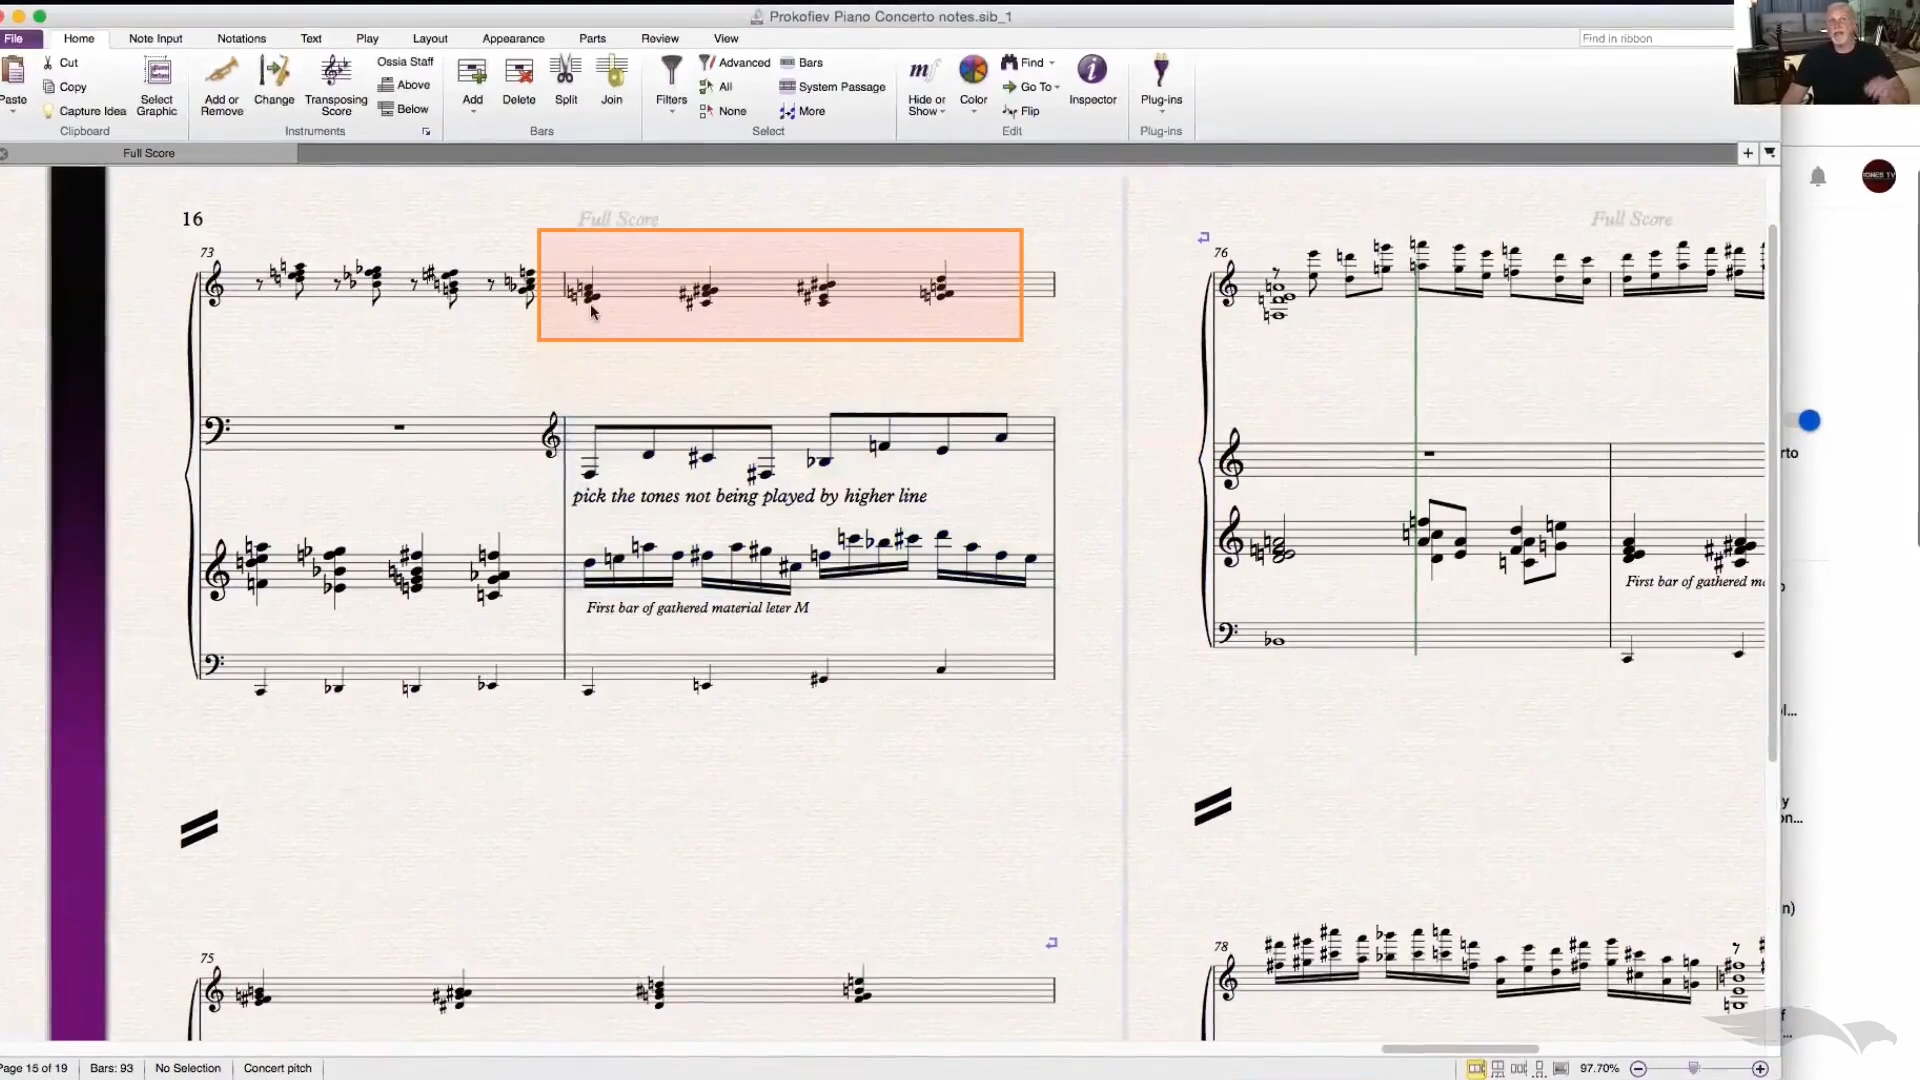 Prokofiev Piano Concerto notes.sib_1
File Home Note Input Notations Text Play Layout Appearance Parts Review View Find in ribbon
Paste Cut Copy Capture Idea Select Graphic Clipboard
Add or Remove Change Transposing Score Ossia Staff Above Below Instruments
Add Delete Split Join Bars
Filters Advanced All None Bars System Passage More Select
mf Hide or Show Color Find Go To Flip Inspector Edit
Plug-ins Plug-ins
Full Score
TONES TV
16 Full Score
Full Score
73
76
pick the tones not being played by higher line
First bar of gathered material leter M
First bar of gathered
75
78
Page 15 of 19 Bars: 93 No Selection Concert pitch 97.70%